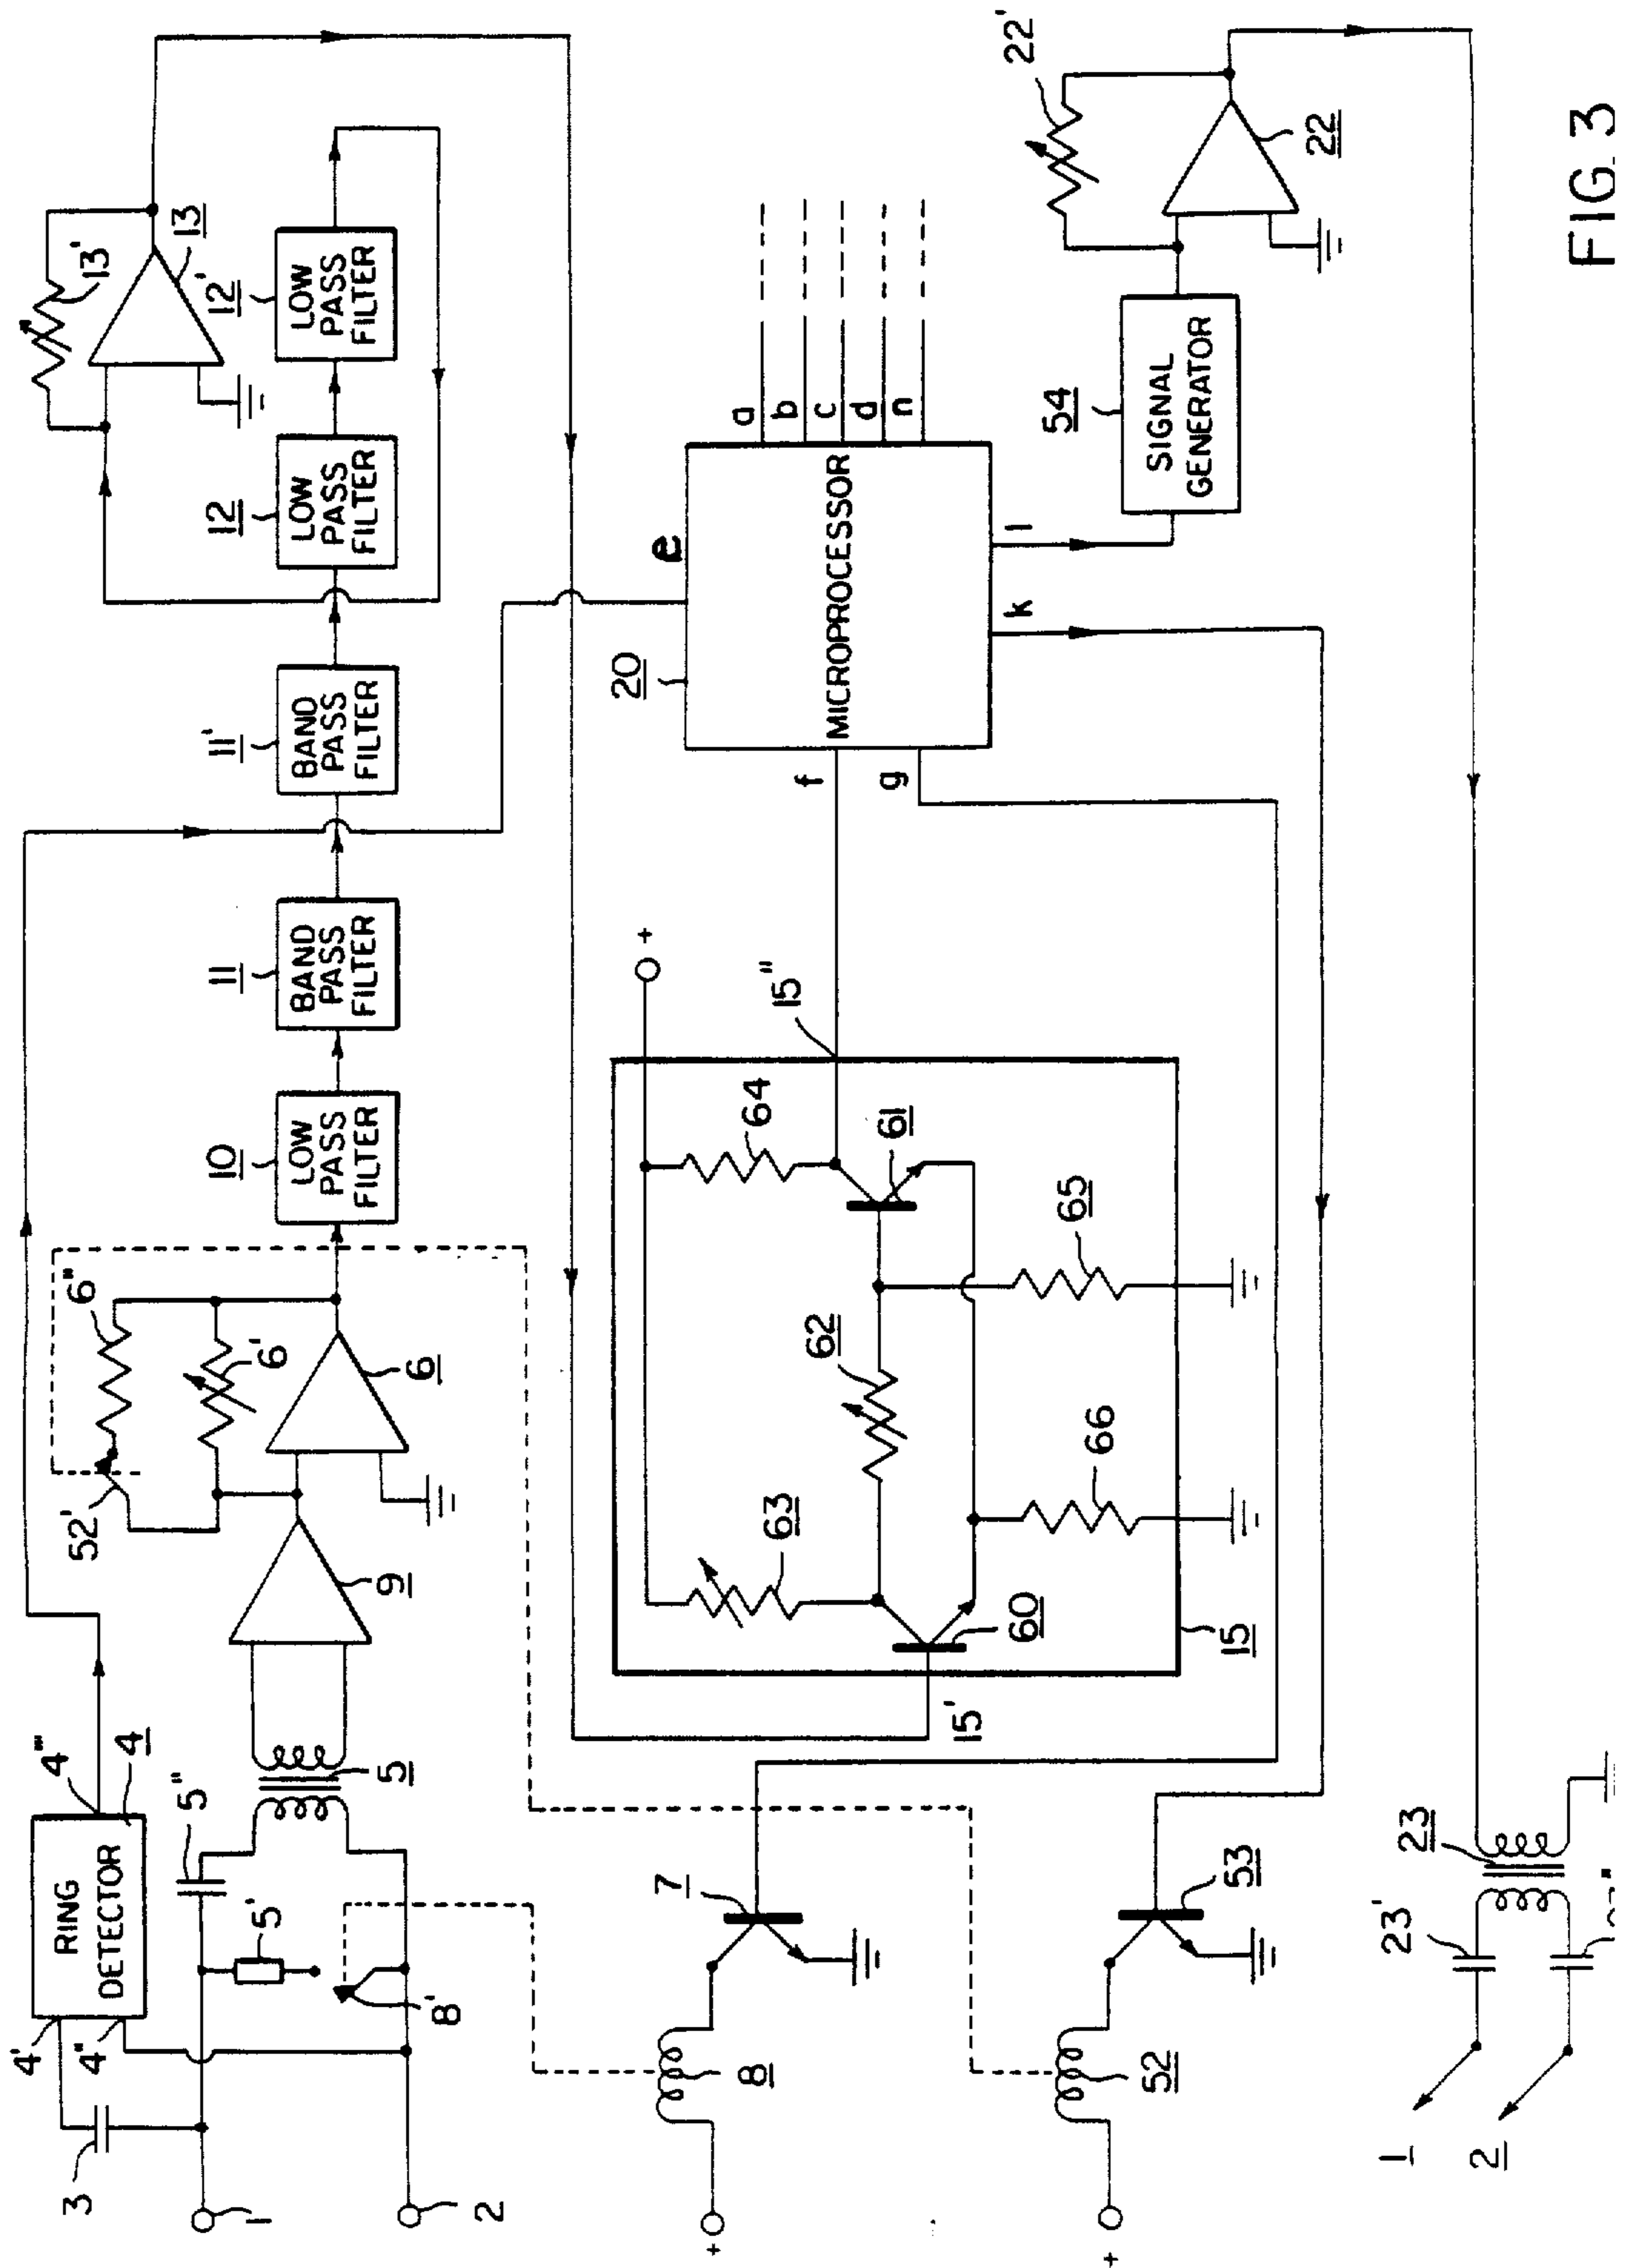 4'''
4
RING
DETECTOR
4'
4''
3
1
2
5''
5'
5
8'
9
52'
6''
6'
6
10
LOW
PASS
FILTER
11
BAND
PASS
FILTER
11'
BAND
PASS
FILTER
12
LOW
PASS
FILTER
12'
LOW
PASS
FILTER
13'
13
+
63
64
15''
62
61
60
66
65
15'
15
20
MICROPROCESSOR
e
f
g
a
b
c
d
n
k
l
54
SIGNAL
GENERATOR
22'
22
+
8
7
+
52
53
1
2
23'
23
FIG. 3